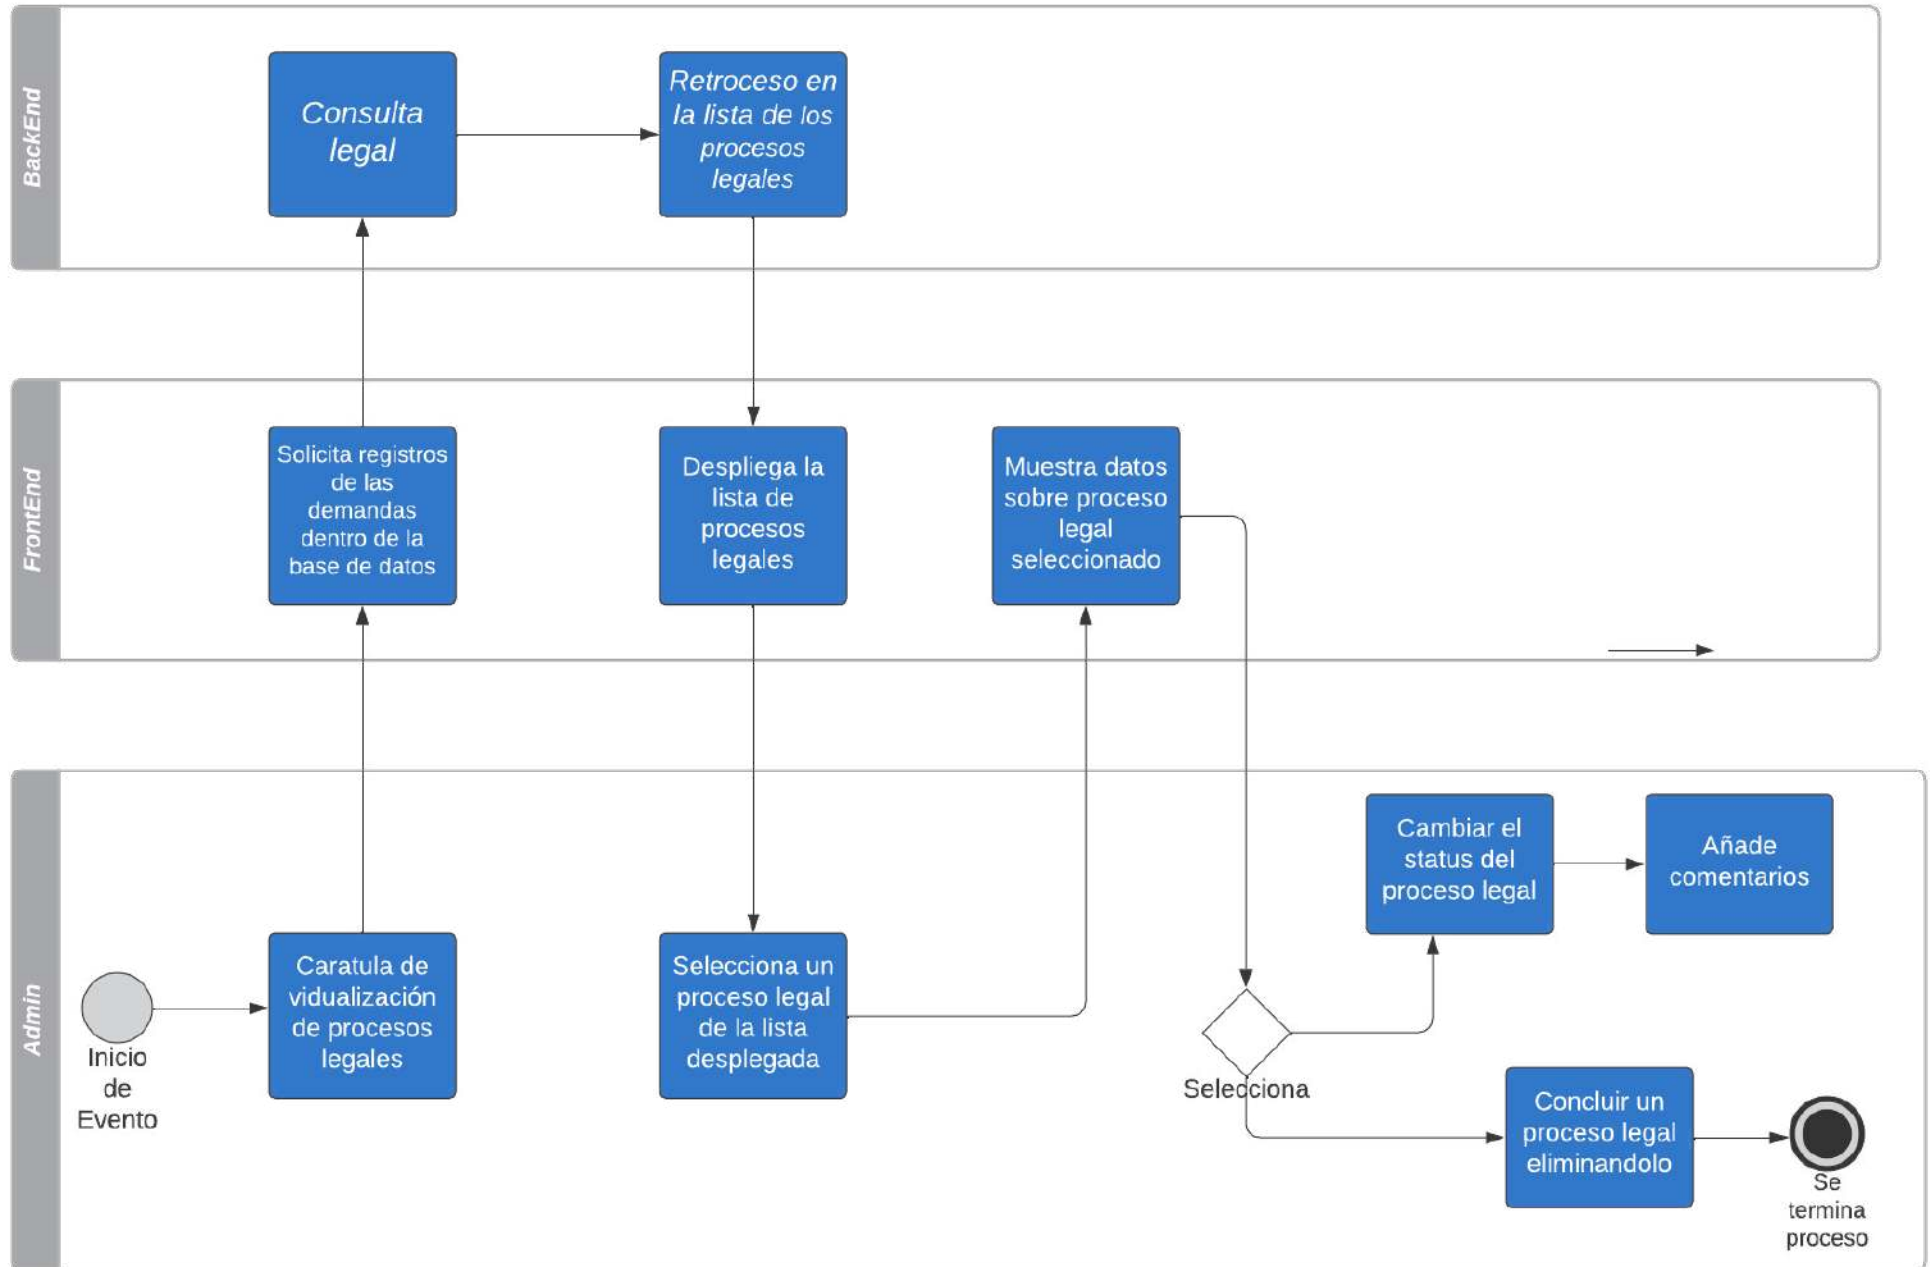 BackEnd
Consulta
legal
Retroceso en
la lista de los
procesos
legales
FrontEnd
Solicita registros
de las
demandas
dentro de la
base de datos
Despliega la
lista de
procesos
legales
Muestra datos
sobre proceso
legal
seleccionado
Admin
Inicio
de
Evento
Caratula de
vidualización
de procesos
legales
Selecciona un
proceso legal
de la lista
desplegada
Selecciona
Cambiar el
status del
proceso legal
Añade
comentarios
Concluir un
proceso legal
eliminandolo
Se
termina
proceso